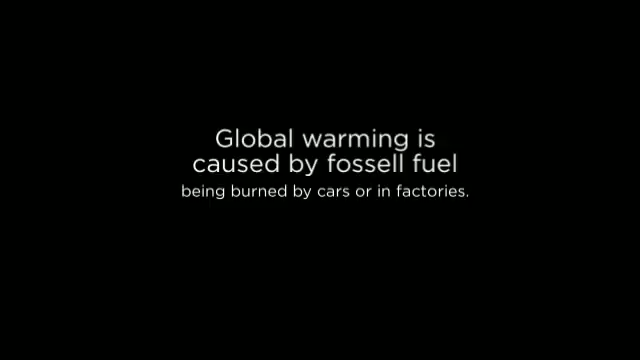 Global warming is
caused by fossell fuel
being burned by cars or in factories.